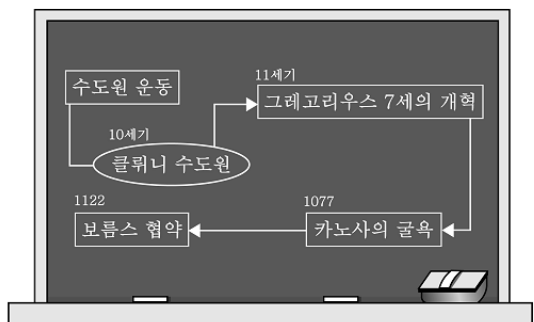 수도원 운동
11세기
그레고리우스 7세의 개혁
10세기
클뤼니 수도원
1122
보름스 협약
1077
카노사의 굴욕